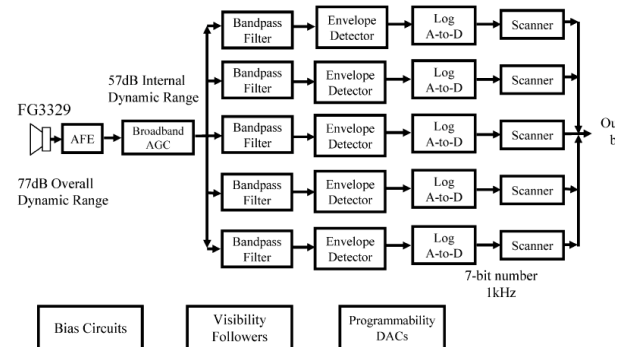 Bandpass
Filter
Envelope
Detector
Log
A-to-D
Scanner
57dB Internal
Dynamic Range
Bandpass
Filter
Envelope
Detector
Log
A-to-D
Scanner
FG3329
AFE
Broadband
AGC
Bandpass
Filter
Envelope
Detector
Log
A-to-D
Scanner
77dB Overall
Dynamic Range
Bandpass
Filter
Envelope
Detector
Log
A-to-D
Scanner
Bandpass
Filter
Envelope
Detector
Log
A-to-D
Scanner
7-bit number
1kHz
Bias Circuits
Visibility
Followers
Programmability
DACs